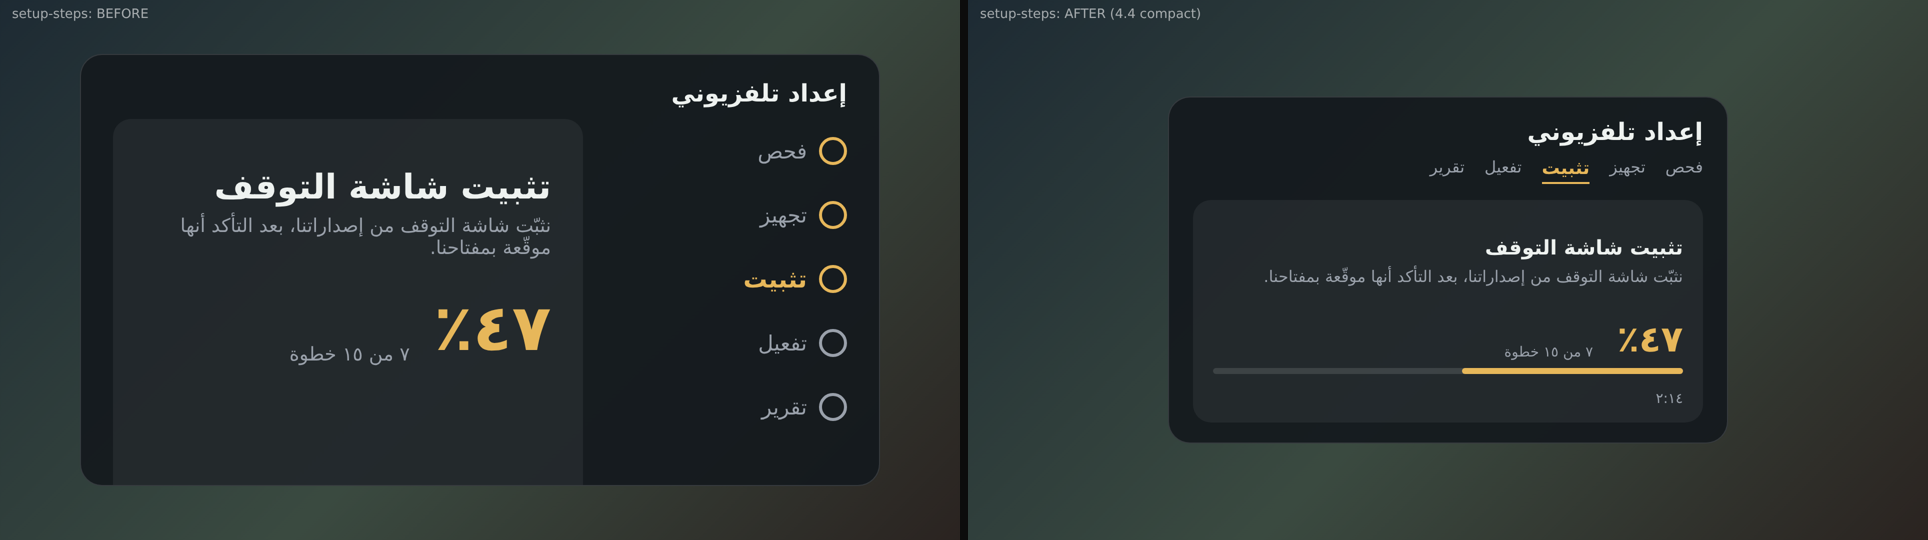 setup-steps: BEFORE
إعداد تلفزيوني
فحص
تجهيز
تثبيت
تفعيل
تقرير
تثبيت شاشة التوقف
نثبّت شاشة التوقف من إصداراتنا، بعد التأكد أنها
موقّعة بمفتاحنا.
٤٧٪
٧ من ١٥ خطوة
setup-steps: AFTER (4.4 compact)
إعداد تلفزيوني
فحص تجهيز تثبيت تفعيل تقرير
تثبيت شاشة التوقف
نثبّت شاشة التوقف من إصداراتنا، بعد التأكد أنها موقّعة بمفتاحنا.
٤٧٪
٧ من ١٥ خطوة
٢:١٤